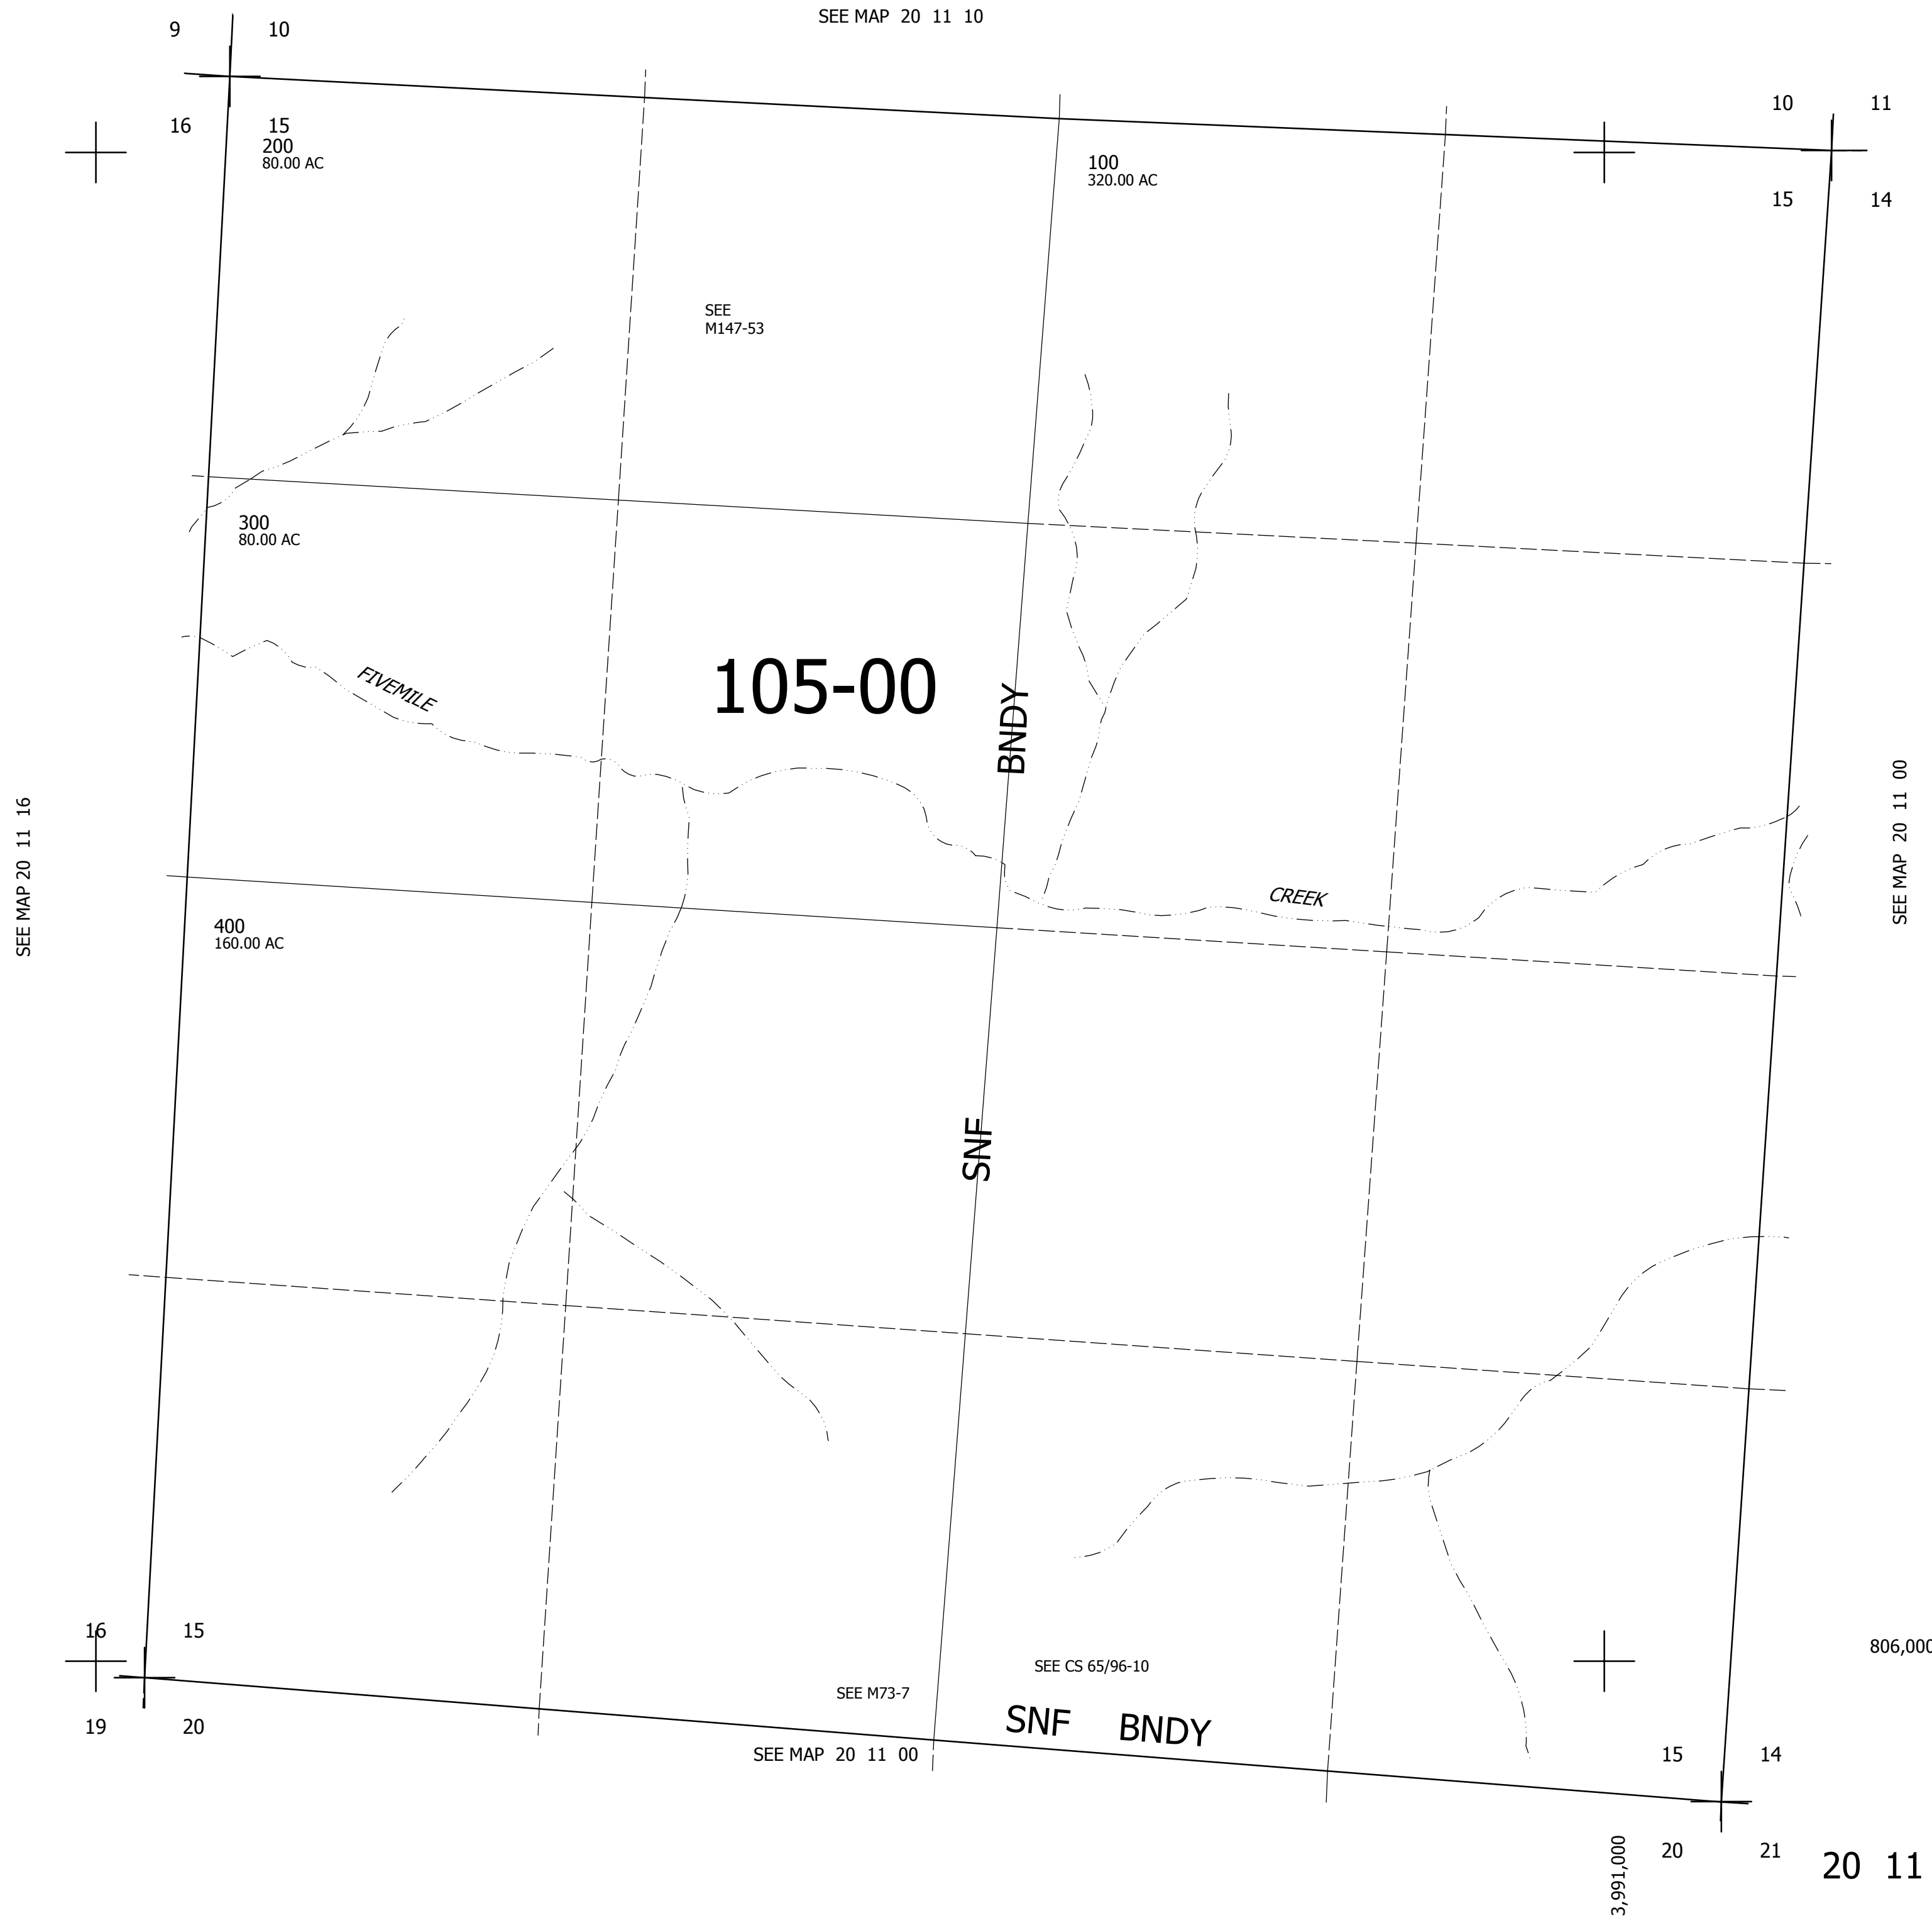 SEE MAP 20 11 10
9 10
16 15
10 11
15 14
200
80.00 AC
100
320.00 AC
SEE
M147-53
300
80.00 AC
FIVEMILE
105-00
BNDY
SEE MAP 20 11 16
SEE MAP 20 11 00
CREEK
400
160.00 AC
SNF
16 15
19 20
806,000
SEE CS 65/96-10
SEE M73-7
SNF BNDY
SEE MAP 20 11 00
15 14
20 21
3,991,000
20 11